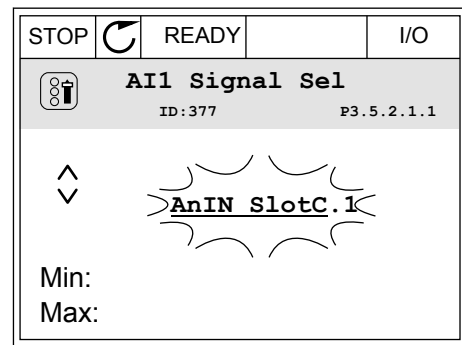 STOP READY I/O
AI1 Signal Sel
ID:377 P3.5.2.1.1
AnIN SlotC.1
Min:
Max: